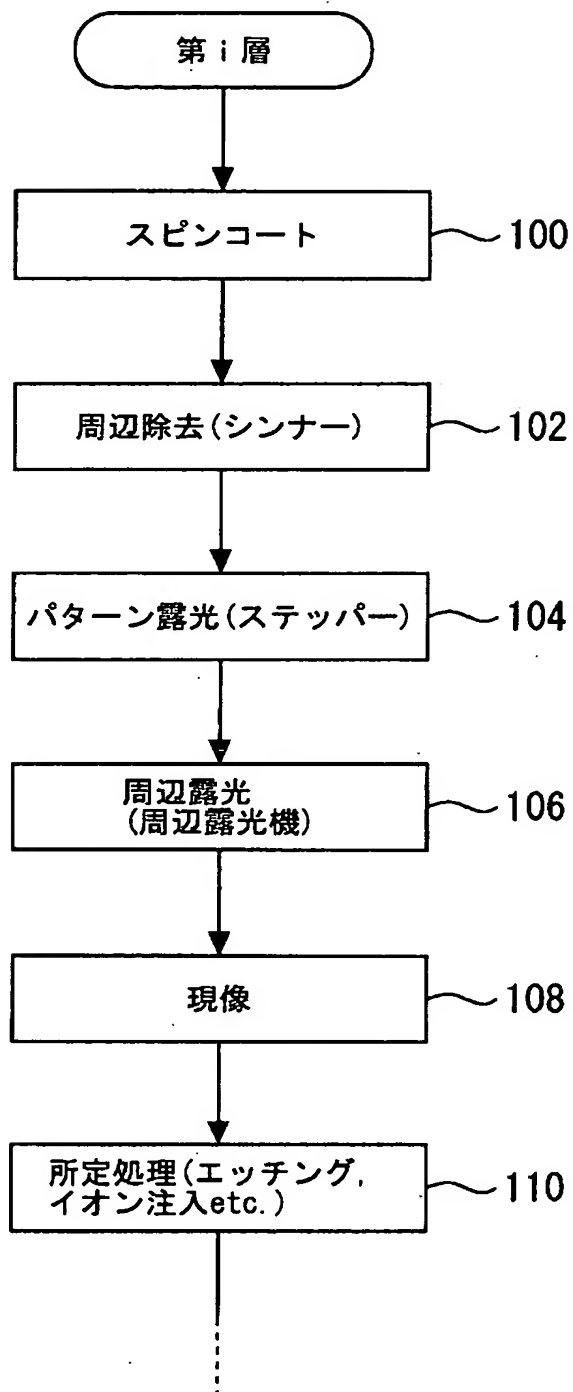 第ｉ層
スピンコート
100
周辺除去(シンナー)
102
パターン露光(ステッパー)
104
周辺露光
(周辺露光機)
106
現像
108
所定処理(エッチング,
イオン注入etc.)
110